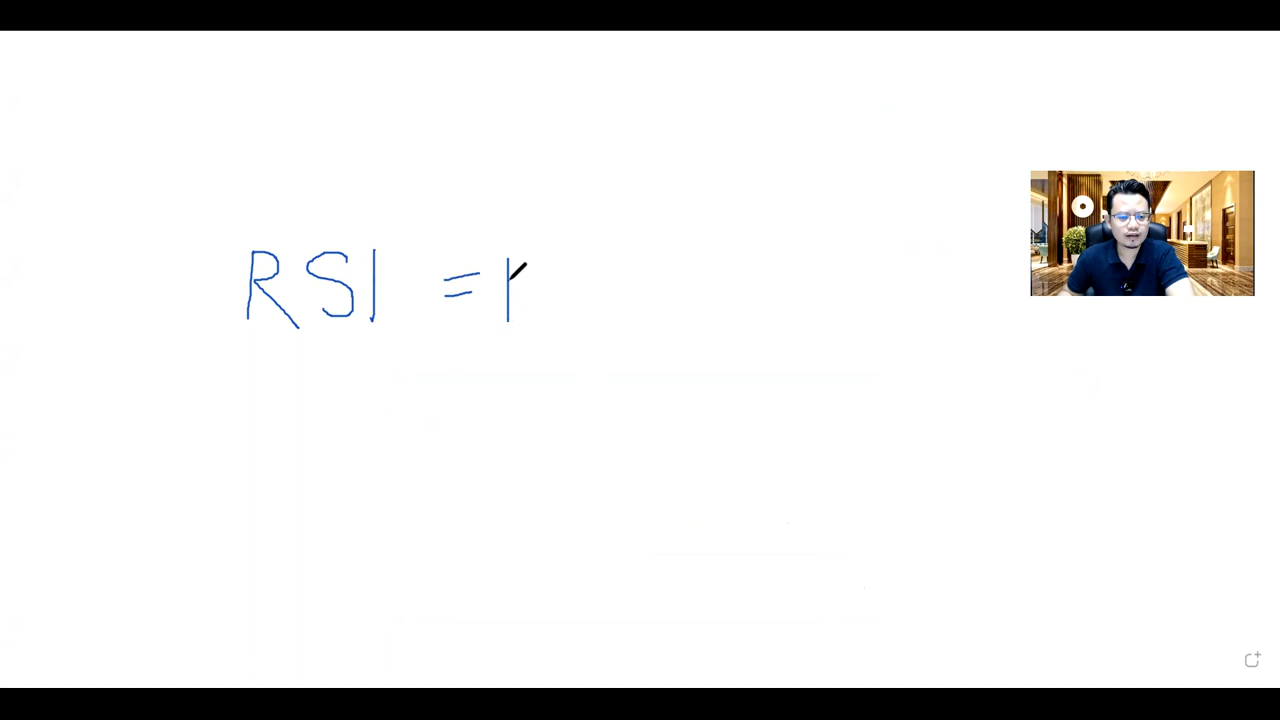 RSI =